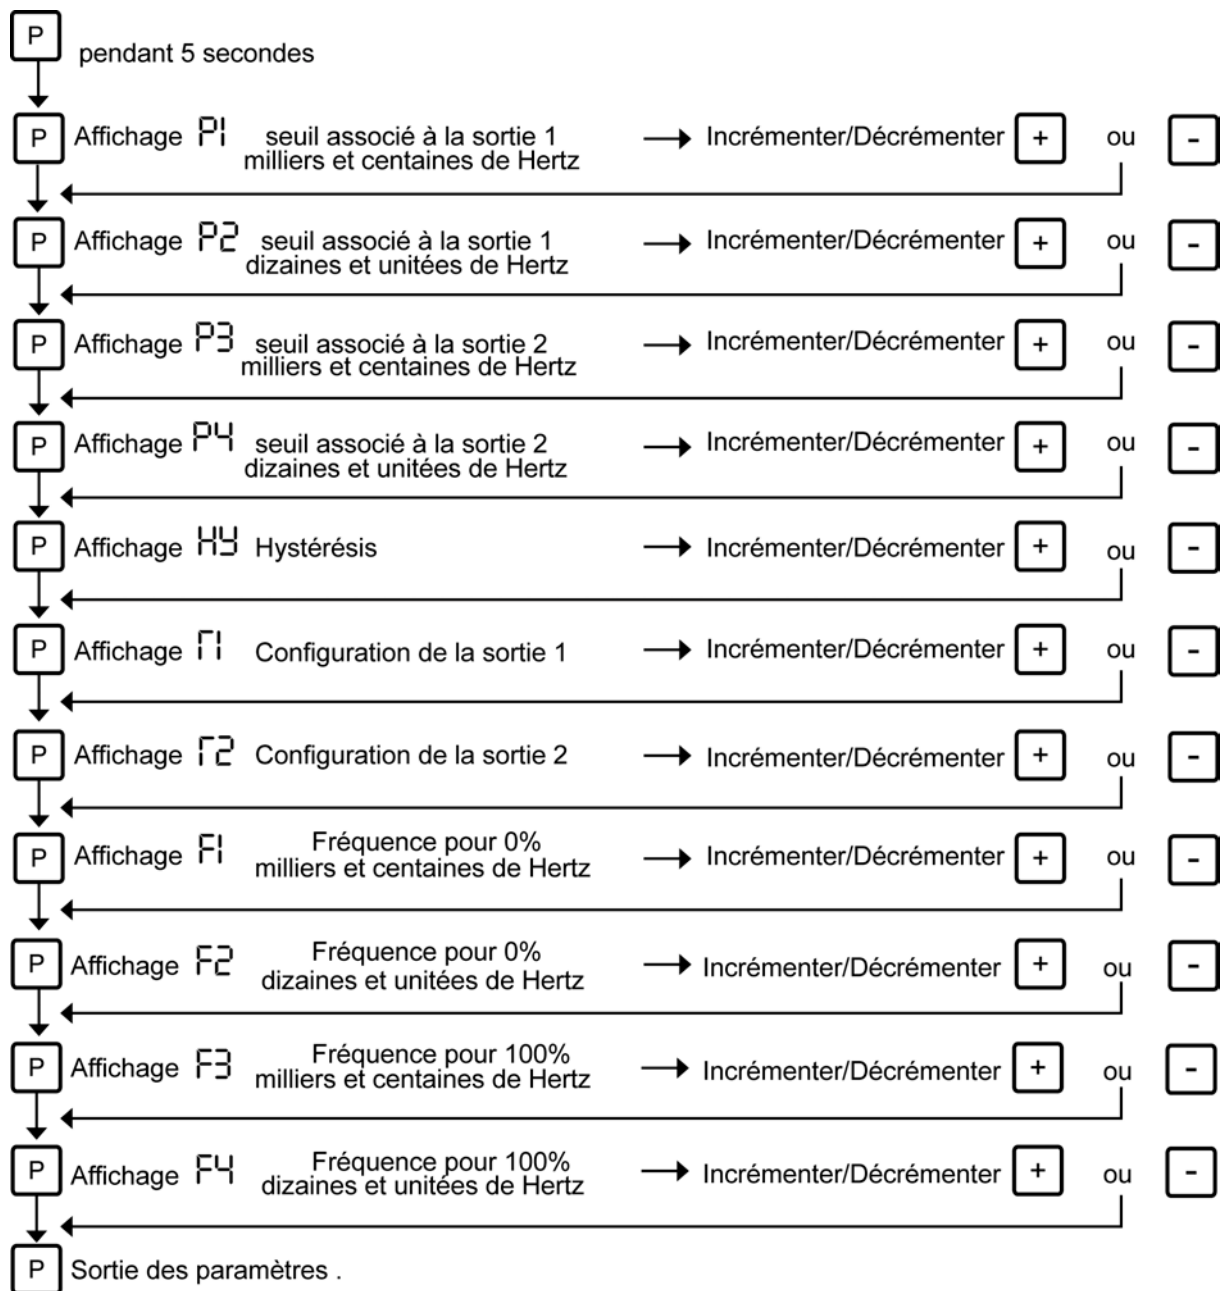 P pendant 5 secondes
P Affichage P1 seuil associé à la sortie 1 Incrémenter/Décrémenter + ou -
milliers et centaines de Hertz
P Affichage P2 seuil associé à la sortie 1 Incrémenter/Décrémenter + ou -
dizaines et unitées de Hertz
P Affichage P3 seuil associé à la sortie 2 Incrémenter/Décrémenter + ou -
milliers et centaines de Hertz
P Affichage P4 seuil associé à la sortie 2 Incrémenter/Décrémenter + ou -
dizaines et unitées de Hertz
P Affichage HY Hystérésis Incrémenter/Décrémenter + ou -
P Affichage Γ1 Configuration de la sortie 1 Incrémenter/Décrémenter + ou -
P Affichage Γ2 Configuration de la sortie 2 Incrémenter/Décrémenter + ou -
P Affichage F1 Fréquence pour 0% Incrémenter/Décrémenter + ou -
milliers et centaines de Hertz
P Affichage F2 Fréquence pour 0% Incrémenter/Décrémenter + ou -
dizaines et unitées de Hertz
P Affichage F3 Fréquence pour 100% Incrémenter/Décrémenter + ou -
milliers et centaines de Hertz
P Affichage F4 Fréquence pour 100% Incrémenter/Décrémenter + ou -
dizaines et unitées de Hertz
P Sortie des paramètres .